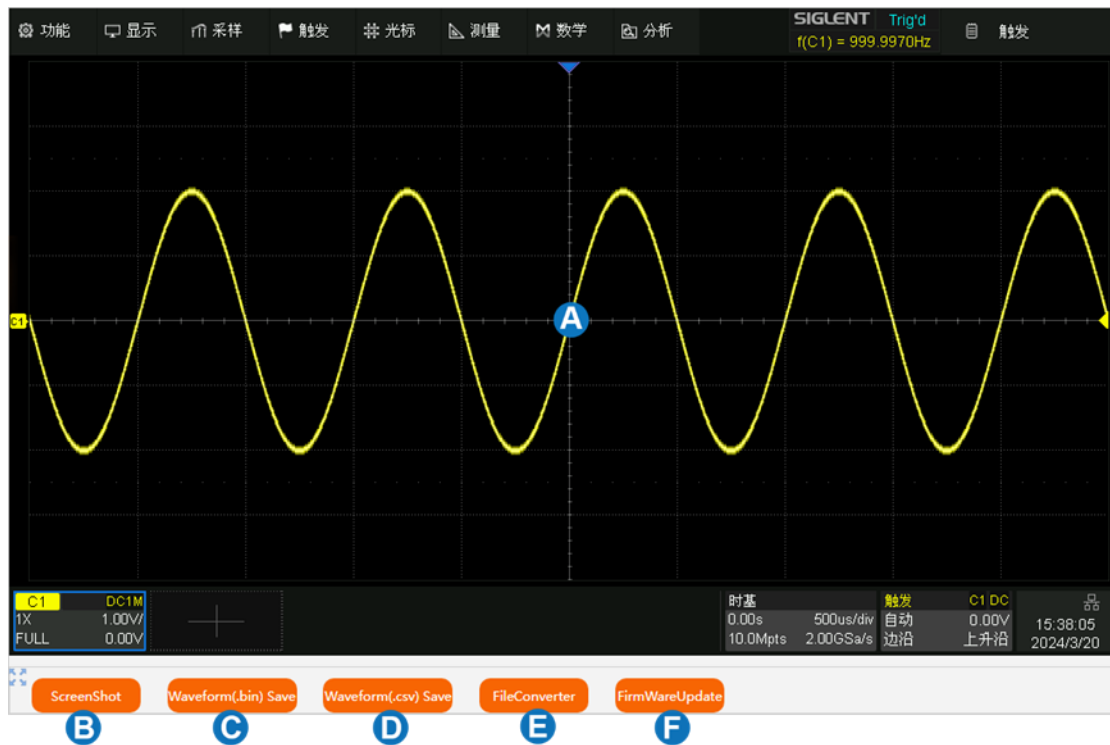 功能 显示 采样 触发 光标 测量 数学 分析 SIGLENT Trig'd 触发
f(C1) = 999.9970Hz
C1
A
C1 DC1M
1X 1.00V/
FULL 0.00V
时基 触发 C1 DC
0.00s 500us/div 自动 0.00V
10.0Mpts 2.00GSa/s 边沿 上升沿
15:38:05
2024/3/20
ScreenShot Waveform(.bin) Save Waveform(.csv) Save FileConverter FirmWareUpdate
B C D E F